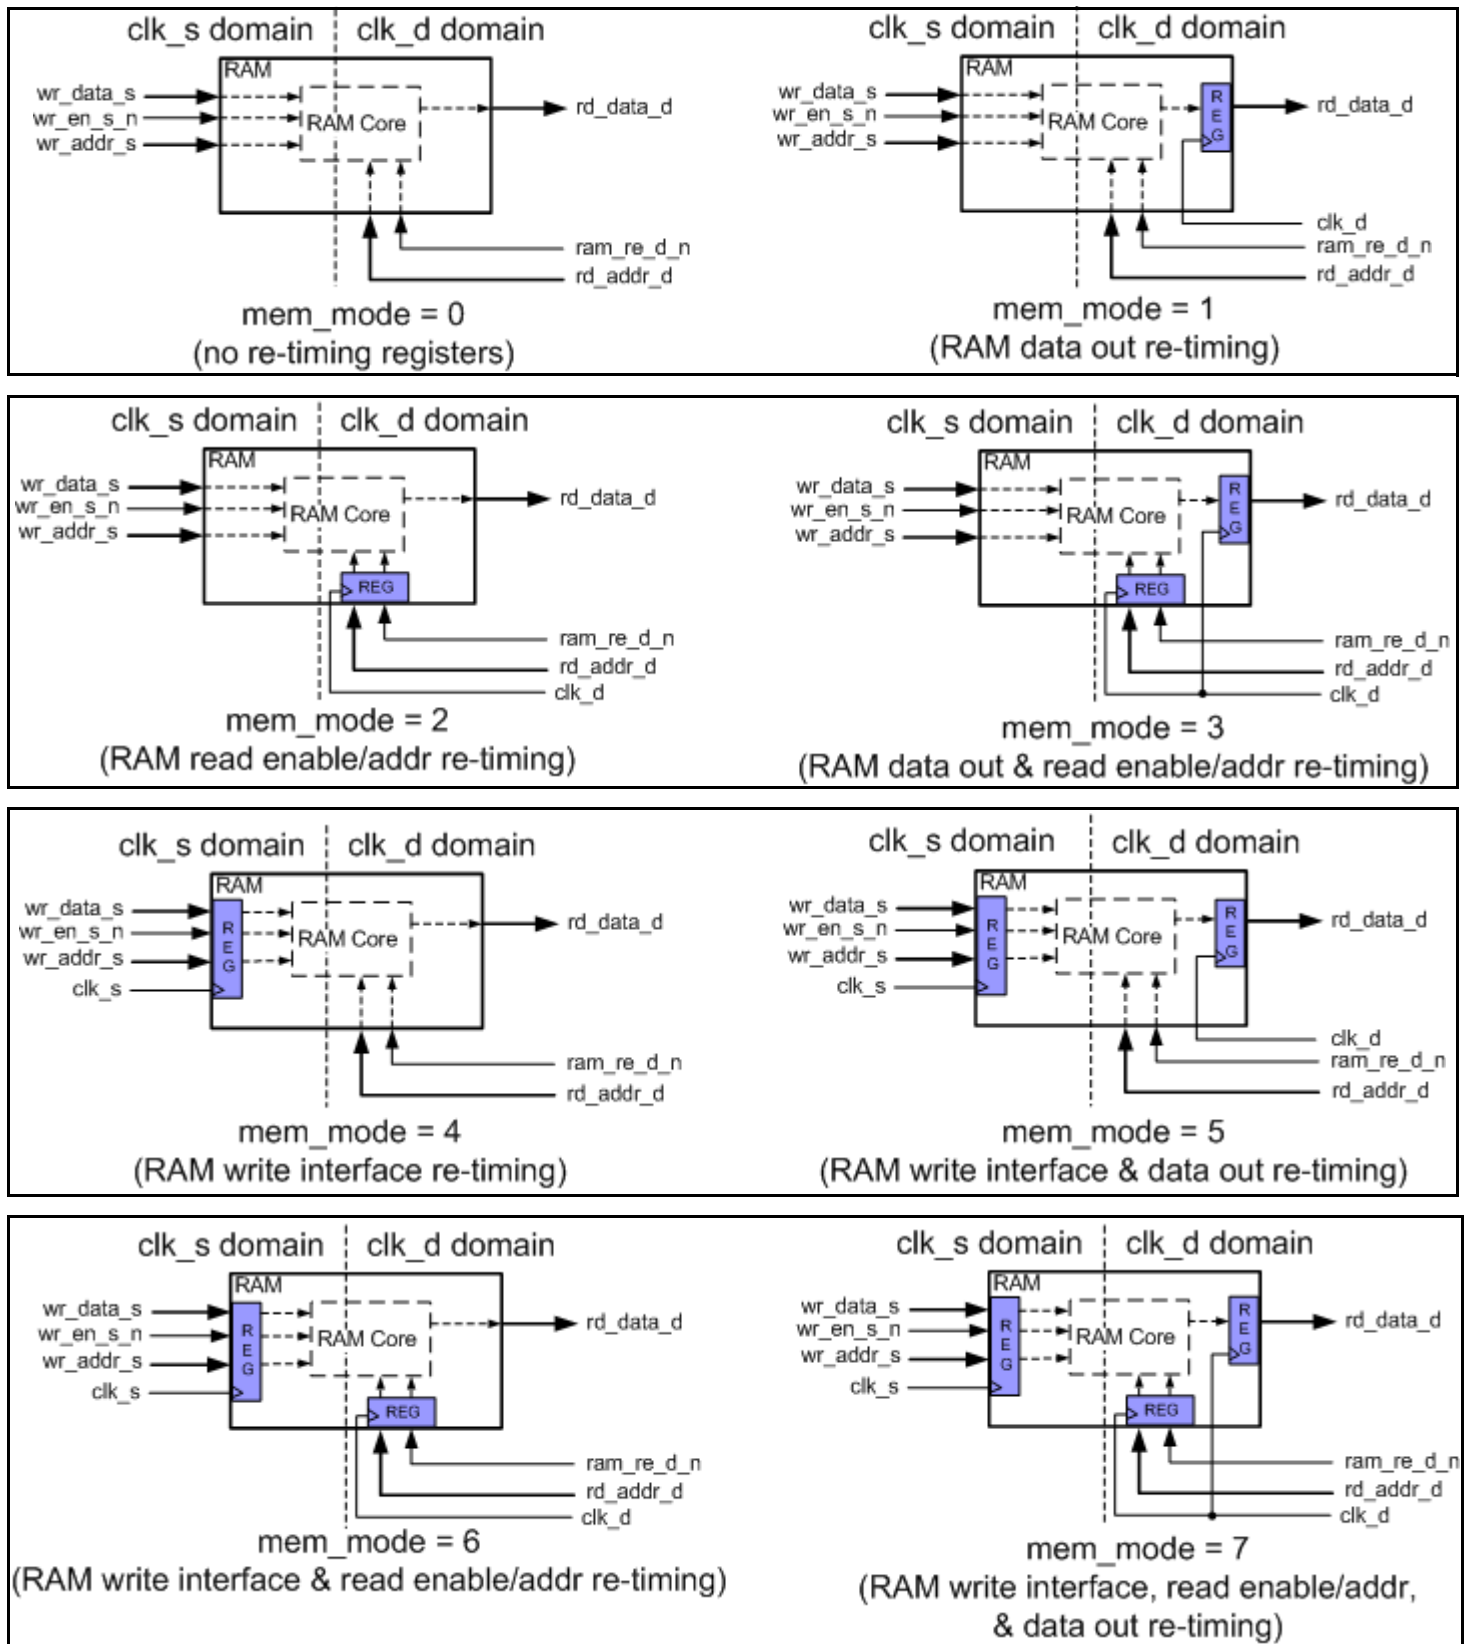 clk_s domain
clk_d domain
RAM
wr_data_s
wr_en_s_n
wr_addr_s
RAM Core
rd_data_d
ram_re_d_n
rd_addr_d
mem_mode = 0
(no re-timing registers)
clk_s domain
clk_d domain
RAM
wr_data_s
wr_en_s_n
wr_addr_s
RAM Core
REG
rd_data_d
clk_d
ram_re_d_n
rd_addr_d
mem_mode = 1
(RAM data out re-timing)
clk_s domain
clk_d domain
RAM
wr_data_s
wr_en_s_n
wr_addr_s
RAM Core
rd_data_d
REG
ram_re_d_n
rd_addr_d
clk_d
mem_mode = 2
(RAM read enable/addr re-timing)
clk_s domain
clk_d domain
RAM
wr_data_s
wr_en_s_n
wr_addr_s
RAM Core
REG
rd_data_d
REG
ram_re_d_n
rd_addr_d
clk_d
mem_mode = 3
(RAM data out & read enable/addr re-timing)
clk_s domain
clk_d domain
RAM
wr_data_s
wr_en_s_n
wr_addr_s
clk_s
REG
RAM Core
rd_data_d
ram_re_d_n
rd_addr_d
mem_mode = 4
(RAM write interface re-timing)
clk_s domain
clk_d domain
RAM
wr_data_s
wr_en_s_n
wr_addr_s
clk_s
REG
RAM Core
REG
rd_data_d
clk_d
ram_re_d_n
rd_addr_d
mem_mode = 5
(RAM write interface & data out re-timing)
clk_s domain
clk_d domain
RAM
wr_data_s
wr_en_s_n
wr_addr_s
clk_s
REG
RAM Core
rd_data_d
REG
ram_re_d_n
rd_addr_d
clk_d
mem_mode = 6
(RAM write interface & read enable/addr re-timing)
clk_s domain
clk_d domain
RAM
wr_data_s
wr_en_s_n
wr_addr_s
clk_s
REG
RAM Core
REG
rd_data_d
REG
ram_re_d_n
rd_addr_d
clk_d
mem_mode = 7
(RAM write interface, read enable/addr,
& data out re-timing)